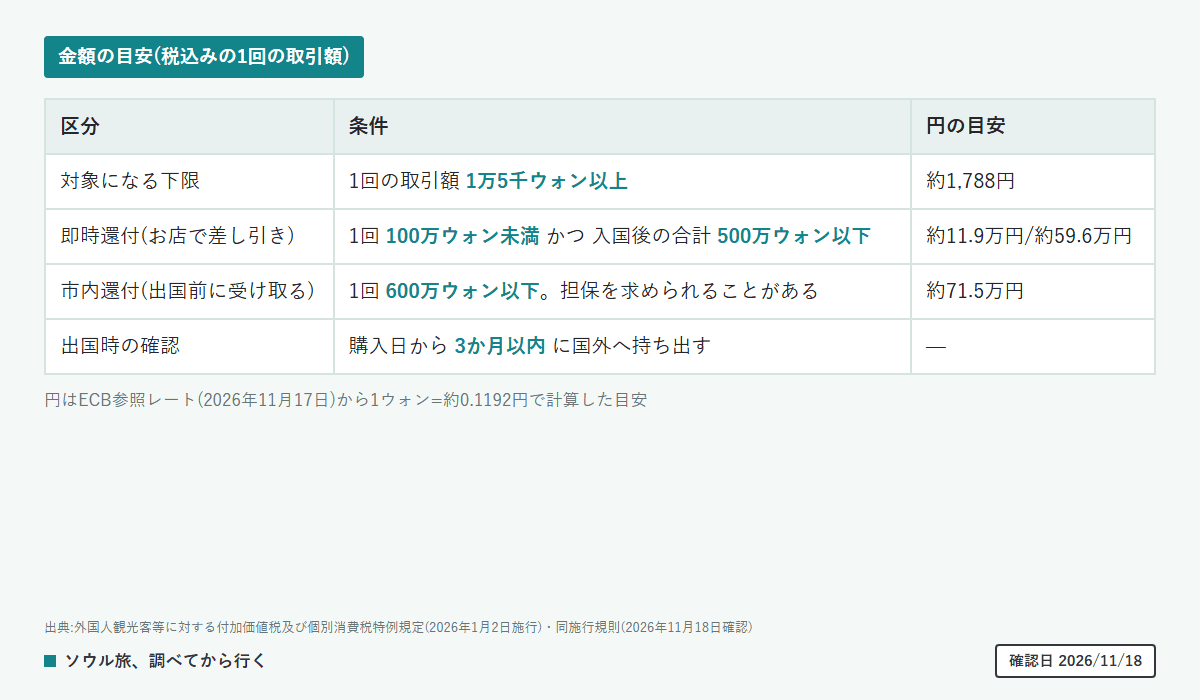 金額の目安(税込みの1回の取引額)
区分 条件 円の目安
対象になる下限 1回の取引額 1万5千ウォン以上 約1,788円
即時還付(お店で差し引き) 1回 100万ウォン未満 かつ 入国後の合計 500万ウォン以下 約11.9万円/約59.6万円
市内還付(出国前に受け取る) 1回 600万ウォン以下。担保を求められることがある 約71.5万円
出国時の確認 購入日から 3か月以内 に国外へ持ち出す —
円はECB参照レート(2026年11月17日)から1ウォン=約0.1192円で計算した目安
出典:外国人観光客等に対する付加価値税及び個別消費税特例規定(2026年1月2日施行)・同施行規則(2026年11月18日確認)
ソウル旅、調べてから行く
確認日 2026/11/18